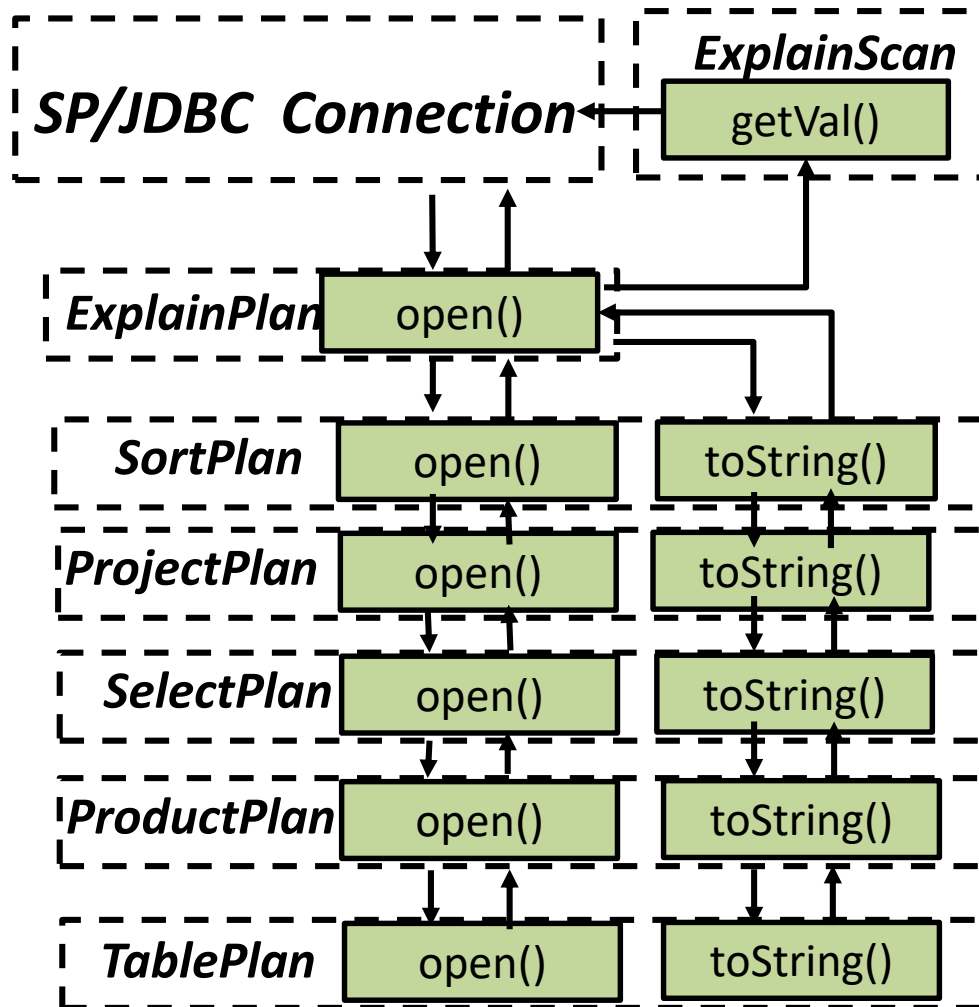 ExplainScan
SP/JDBC Connection
getVal()
ExplainPlan
open()
SortPlan
open()
toString()
ProjectPlan
open()
toString()
SelectPlan
open()
toString()
ProductPlan
open()
toString()
TablePlan
open()
toString()